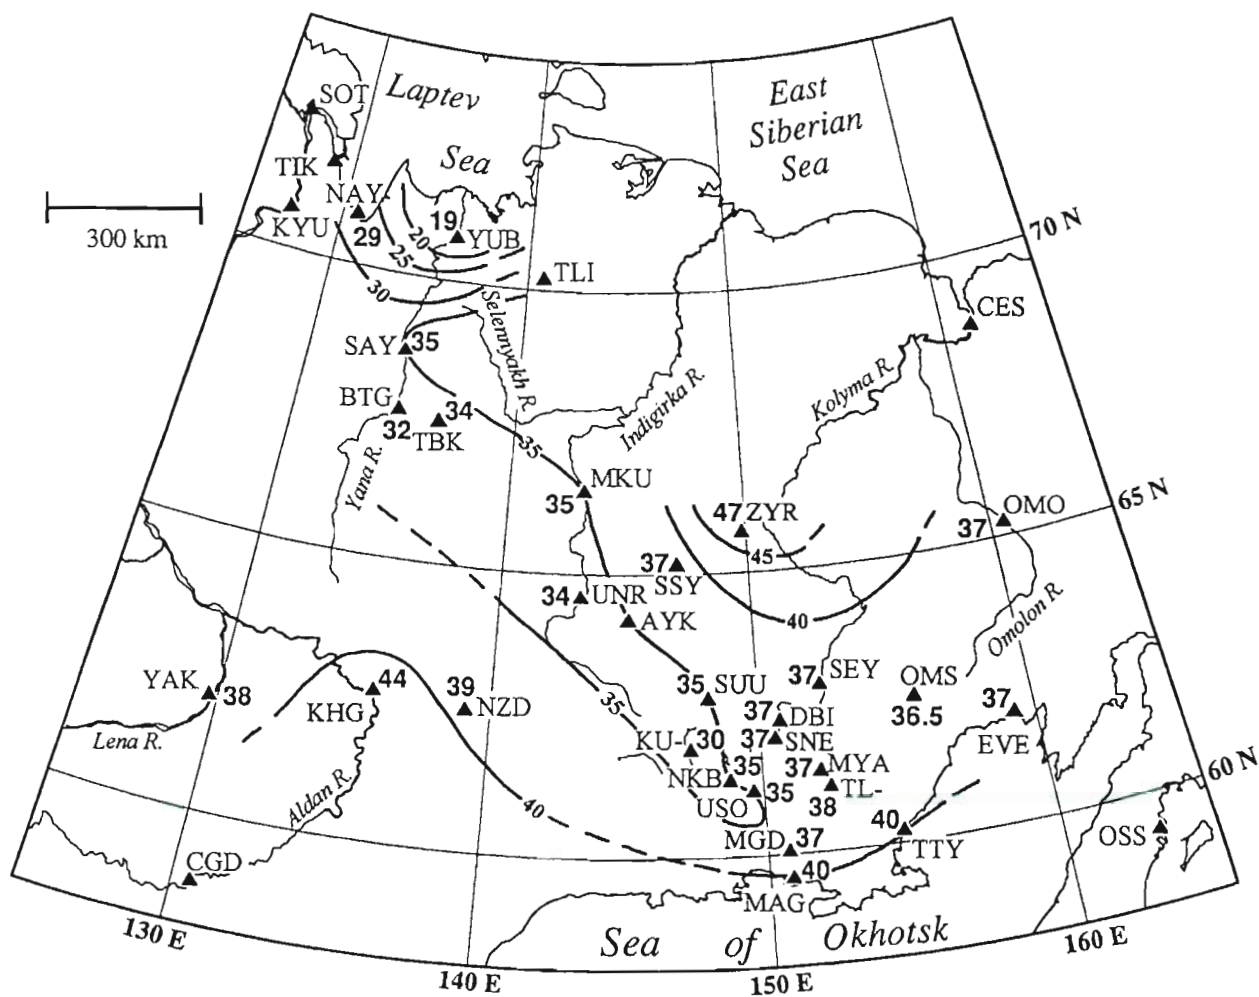 SOT
Laptev
East
Siberian
Sea
Sea
TIK
NAY
300 km
KYU
29
19
YUB
20
25
30
70 N
TLI
CES
SAY 35
Selennyakh R.
BTG
32
34
TBK
Yana R.
35
Indigirka R.
Kolyma R.
MKU
35
65 N
47 ZYR
45
OMO
37
37
SSY
34 UNR
AYK
40
Omolon R.
YAK 38
44
KHG
39 NZD
35
35 SUU
37 SEY
OMS
36.5
37
EVE
Lena R.
37 DBI
KU- 30
37 SNE
35
NKB
37 MYA
TL-
38
35
USO
60 N
Aldan R.
40
MGD 37
40
TTY
OSS
CGD
40
MAG
Sea of Okhotsk
130 E
140 E
150 E
160 E